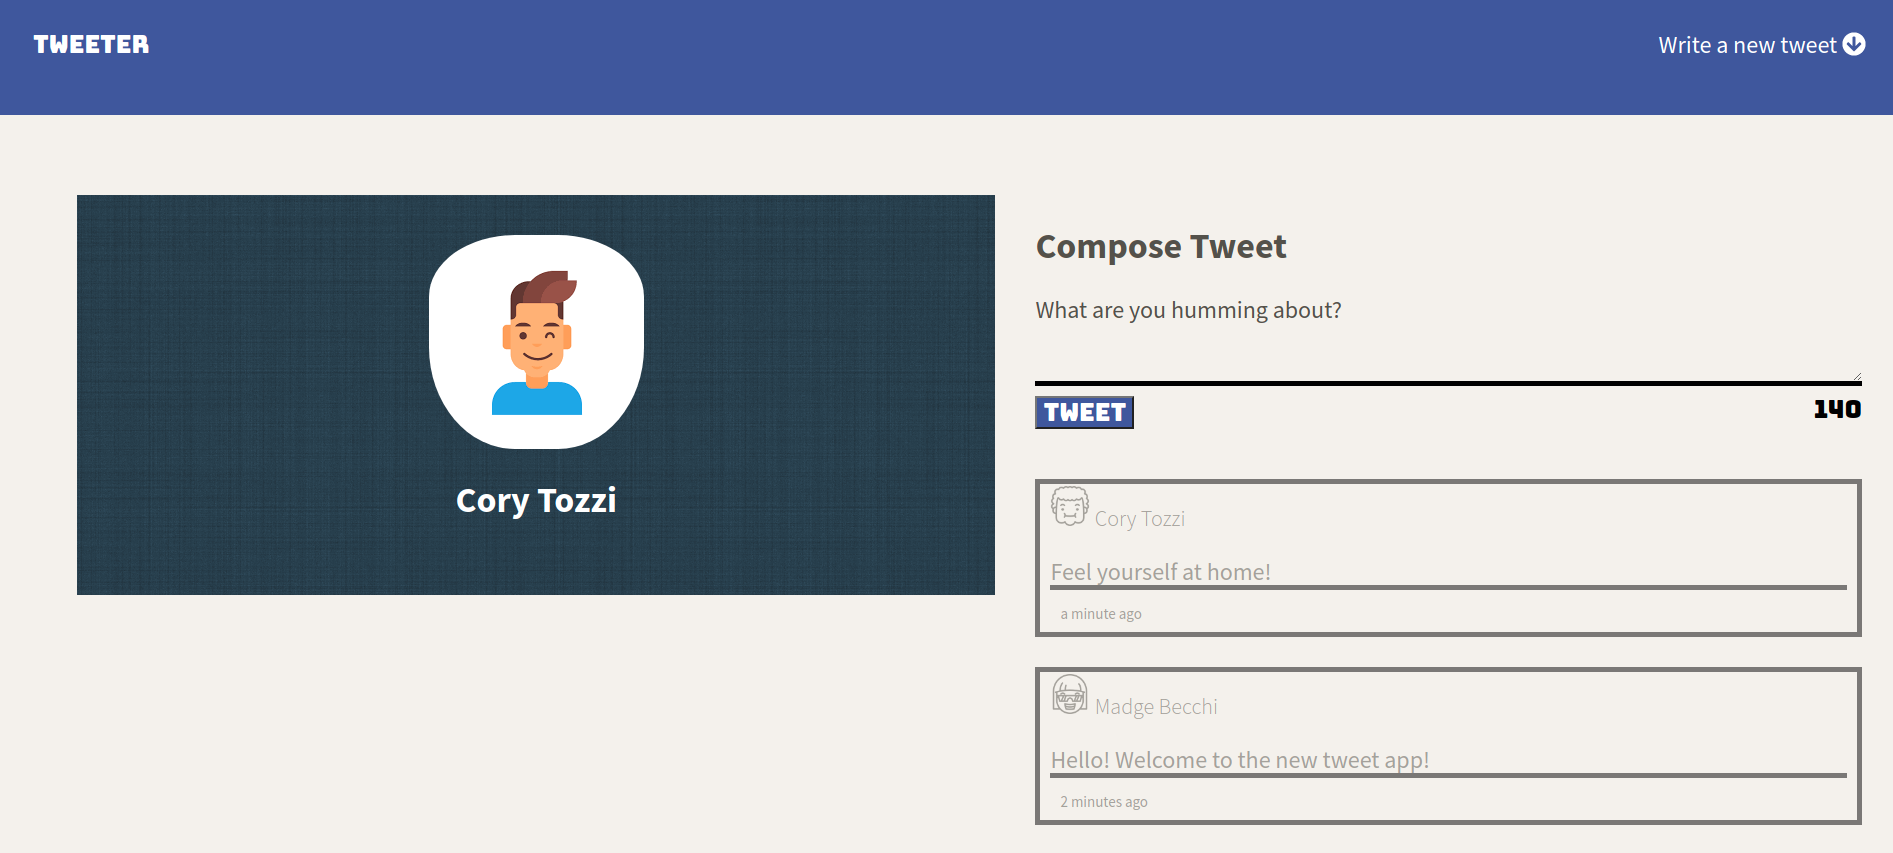 TWEETER
Write a new tweet
Cory Tozzi
Compose Tweet
What are you humming about?
TWEET
140
Cory Tozzi
Feel yourself at home!
a minute ago
Madge Becchi
Hello! Welcome to the new tweet app!
2 minutes ago